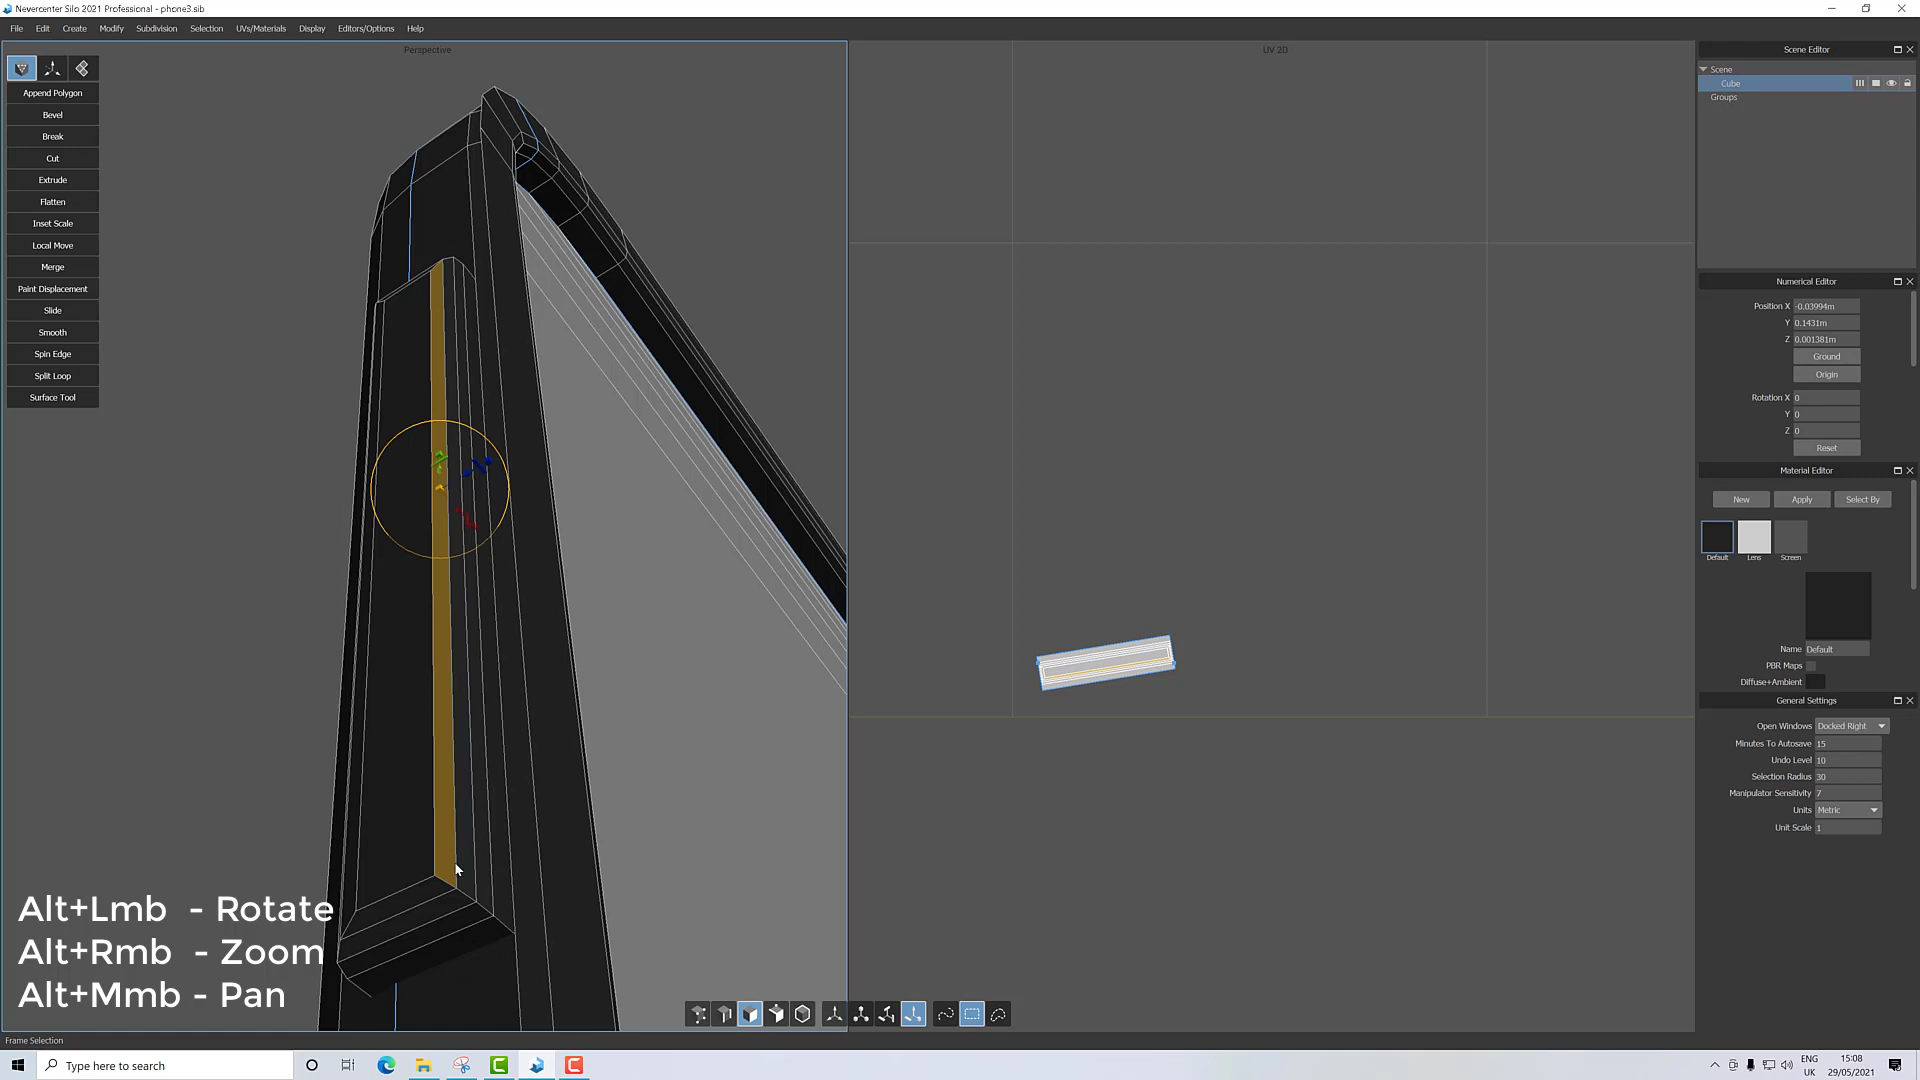 Nevercenter Silo 2021 Professional - phone3.sib
File Edit Create Modify Subdivision Selection UVs/Materials Display Editors/Options Help
Perspective
UV 2D
Append Polygon
Bevel
Break
Cut
Extrude
Flatten
Inset Scale
Local Move
Merge
Paint Displacement
Slide
Smooth
Spin Edge
Split Loop
Surface Tool
Scene Editor
Scene
Cube
Groups
Numerical Editor
Position X -0.03994m
Y 0.1431m
Z 0.001381m
Ground
Origin
Rotation X 0
Y 0
Z 0
Reset
Material Editor
New Apply Select By
Default Lens Screen
Name Default
PBR Maps
Diffuse+Ambient
General Settings
Open Windows Docked Right
Minutes To Autosave 15
Undo Level 10
Selection Radius 30
Manipulator Sensitivity 7
Units Metric
Unit Scale 1
Alt+Lmb - Rotate
Alt+Rmb - Zoom
Alt+Mmb - Pan
Frame Selection
Type here to search
ENG
UK
15:08
29/05/2021